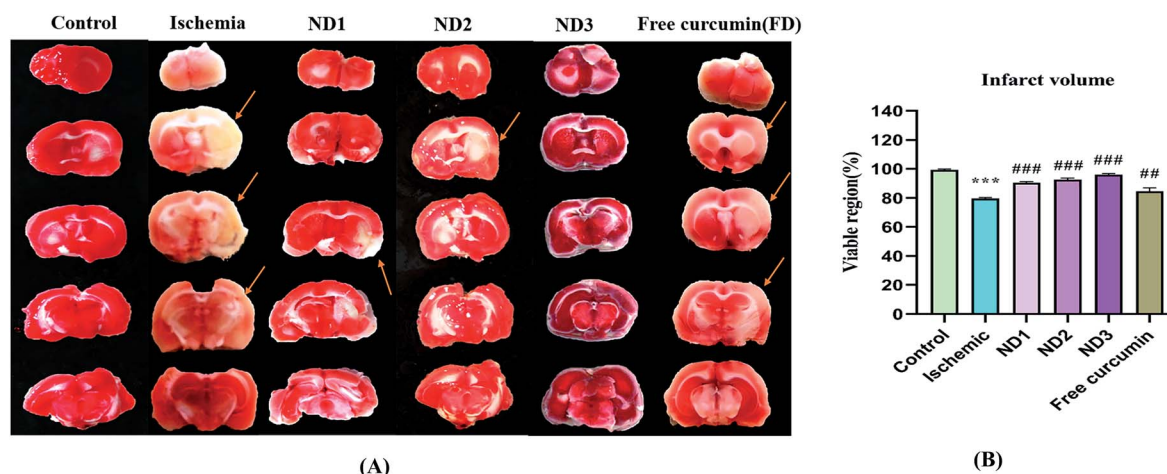 Control Ischemia ND1 ND2 ND3 Free curcumin(FD)
(A)
Infarct volume
Viable region(%)
140
120
100
80
60
40
20
0
***
###
###
###
##
Control
Ischemic
ND1
ND2
ND3
Free curcumin
(B)